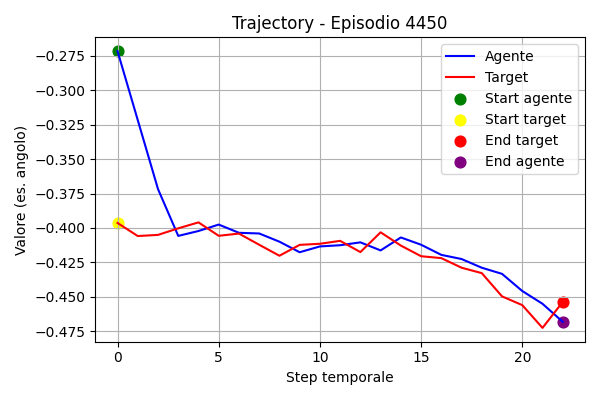 Trajectory - Episodio 4450
Agente
Target
Start agente
Start target
End target
End agente
Valore (es. angolo)
−0.275
−0.300
−0.325
−0.350
−0.375
−0.400
−0.425
−0.450
−0.475
0 5 10 15 20
Step temporale